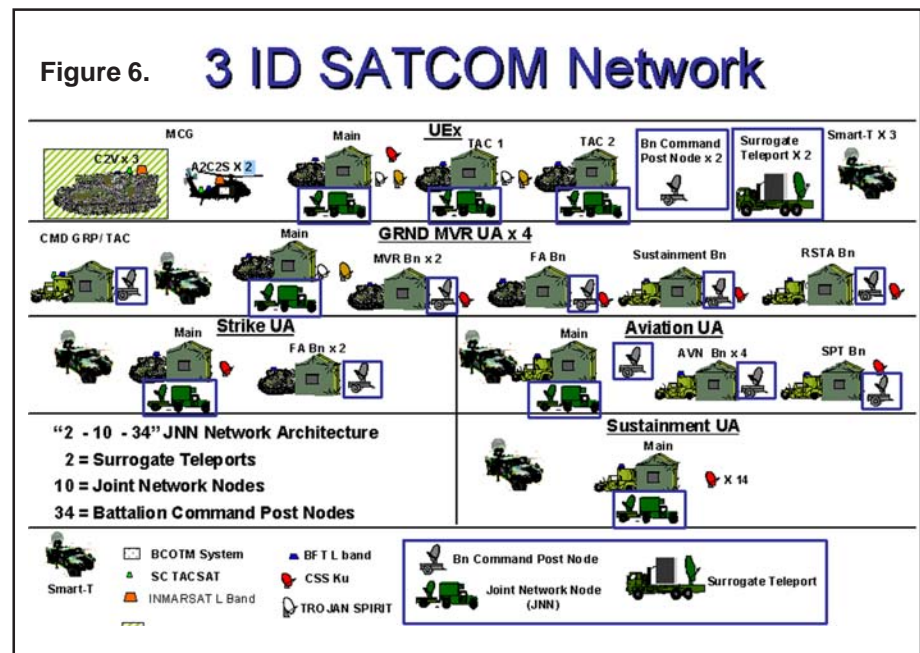 Figure 6. 3 ID SATCOM Network
UEx
MCG
C2V x 3
A2C2S X 2
Main
TAC 1
TAC 2
Bn Command
Post Node x 2
Surrogate
Teleport X 2
Smart-T X 3
GRND MVR UA x 4
CMD GRP/ TAC
Main
MVR Bn x 2
FA Bn
Sustainment Bn
RSTA Bn
Strike UA
Main
FA Bn x 2
Aviation UA
Main
AVN Bn x 4
SPT Bn
"2 - 10 - 34" JNN Network Architecture
2 = Surrogate Teleports
10 = Joint Network Nodes
34 = Battalion Command Post Nodes
Sustainment UA
Main
X 14
Smart-T
BCOTM System
SC TACSAT
INMARSAT L Band
BFT L band
CSS Ku
TROJAN SPIRIT
Bn Command Post Node
Joint Network Node
(JNN)
Surrogate Teleport